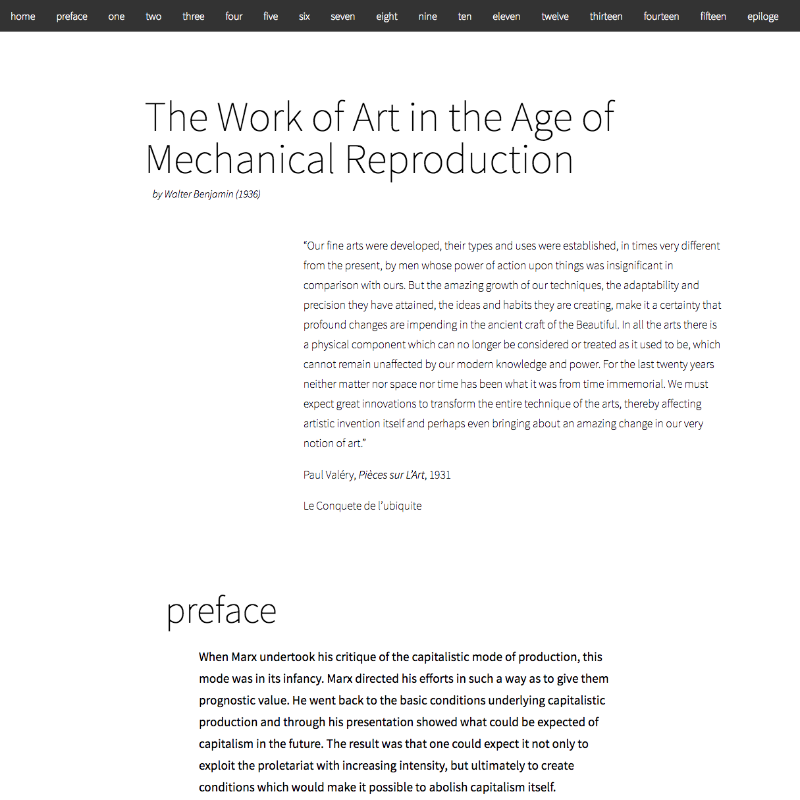 home preface one two three four five six seven eight nine ten eleven twelve thirteen fourteen fifteen epiloge
The Work of Art in the Age of
Mechanical Reproduction
by Walter Benjamin (1936)
“Our fine arts were developed, their types and uses were established, in times very different
from the present, by men whose power of action upon things was insignificant in
comparison with ours. But the amazing growth of our techniques, the adaptability and
precision they have attained, the ideas and habits they are creating, make it a certainty that
profound changes are impending in the ancient craft of the Beautiful. In all the arts there is
a physical component which can no longer be considered or treated as it used to be, which
cannot remain unaffected by our modern knowledge and power. For the last twenty years
neither matter nor space nor time has been what it was from time immemorial. We must
expect great innovations to transform the entire technique of the arts, thereby affecting
artistic invention itself and perhaps even bringing about an amazing change in our very
notion of art.”
Paul Valéry, Pièces sur L’Art, 1931
Le Conquete de l’ubiquite
preface
When Marx undertook his critique of the capitalistic mode of production, this
mode was in its infancy. Marx directed his efforts in such a way as to give them
prognostic value. He went back to the basic conditions underlying capitalistic
production and through his presentation showed what could be expected of
capitalism in the future. The result was that one could expect it not only to
exploit the proletariat with increasing intensity, but ultimately to create
conditions which would make it possible to abolish capitalism itself.